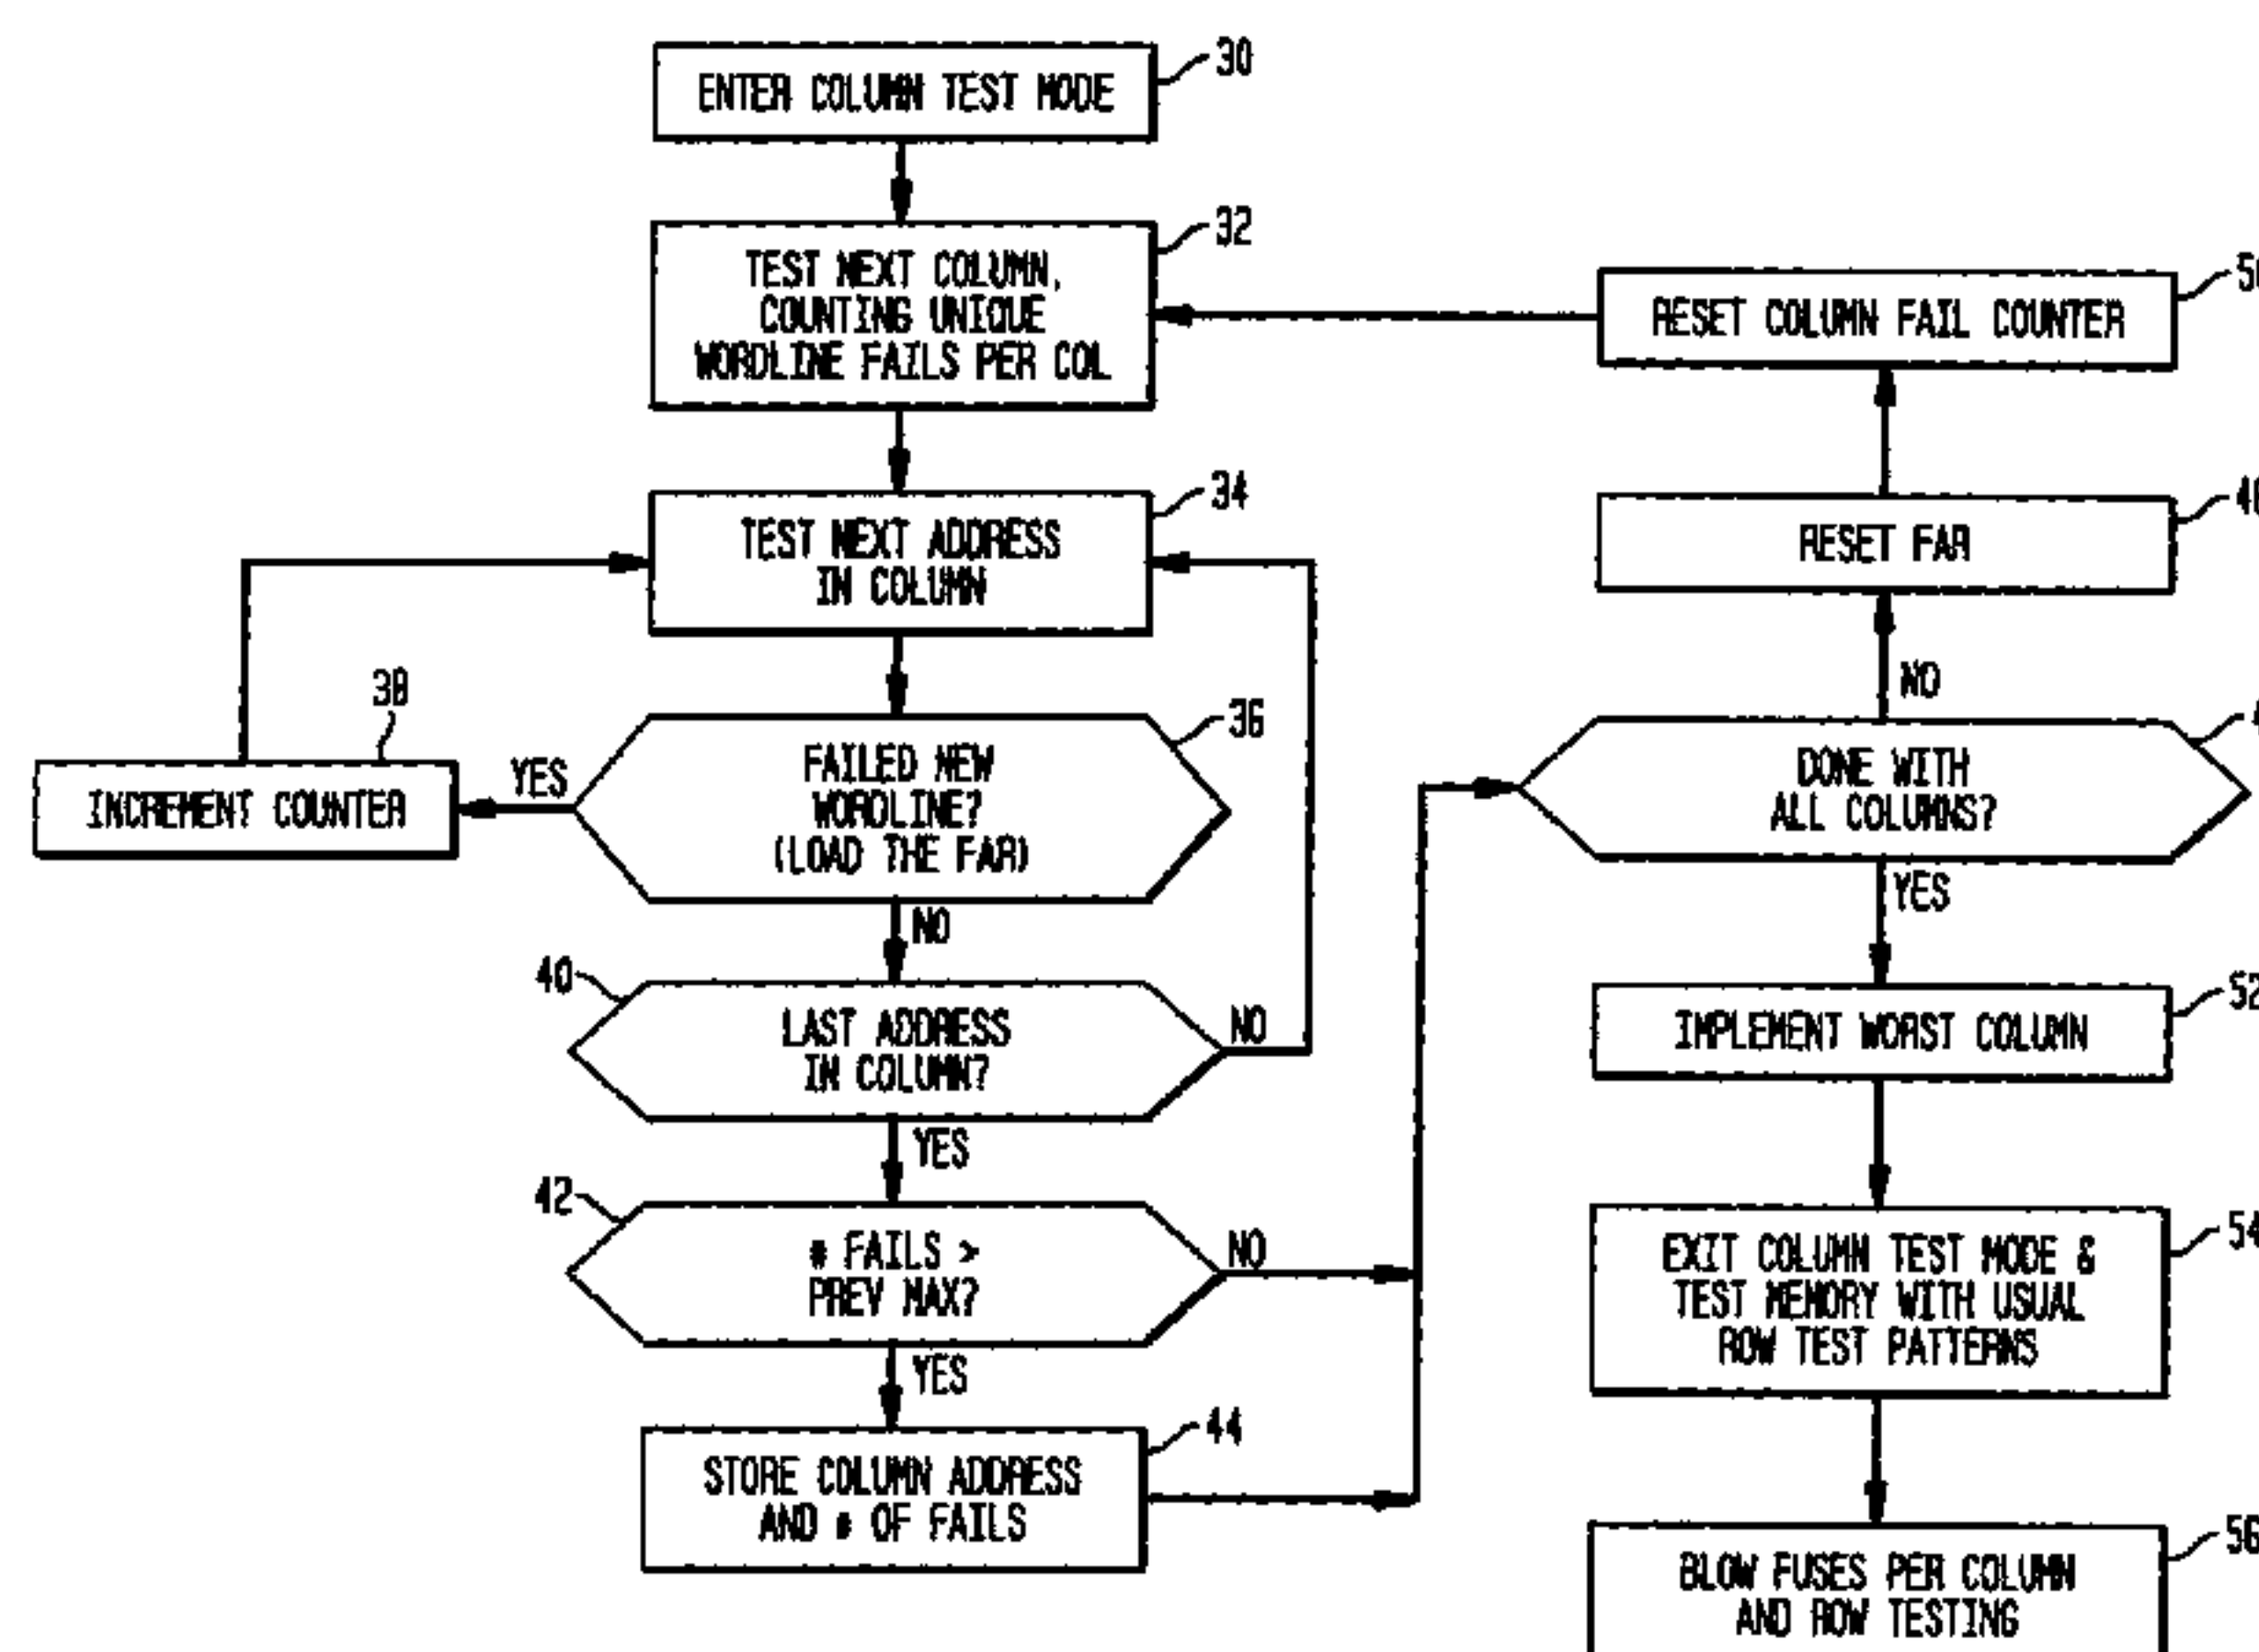 ENTER COLUMN TEST MODE
30
TEST NEXT COLUMN,
COUNTING UNIQUE
WORDLINE FAILS PER COL
32
TEST NEXT ADDRESS
IN COLUMN
34
FAILED NEW
WORDLINE?
(LOAD THE FAR)
36
YES
INCREMENT COUNTER
38
NO
LAST ADDRESS
IN COLUMN?
40
NO
YES
# FAILS >
PREV MAX?
42
NO
YES
STORE COLUMN ADDRESS
AND # OF FAILS
44
RESET COLUMN FAIL COUNTER
RESET FAR
NO
DONE WITH
ALL COLUMNS?
YES
IMPLEMENT WORST COLUMN
52
EXIT COLUMN TEST MODE &
TEST MEMORY WITH USUAL
ROW TEST PATTERNS
54
BLOW FUSES PER COLUMN
AND ROW TESTING
56